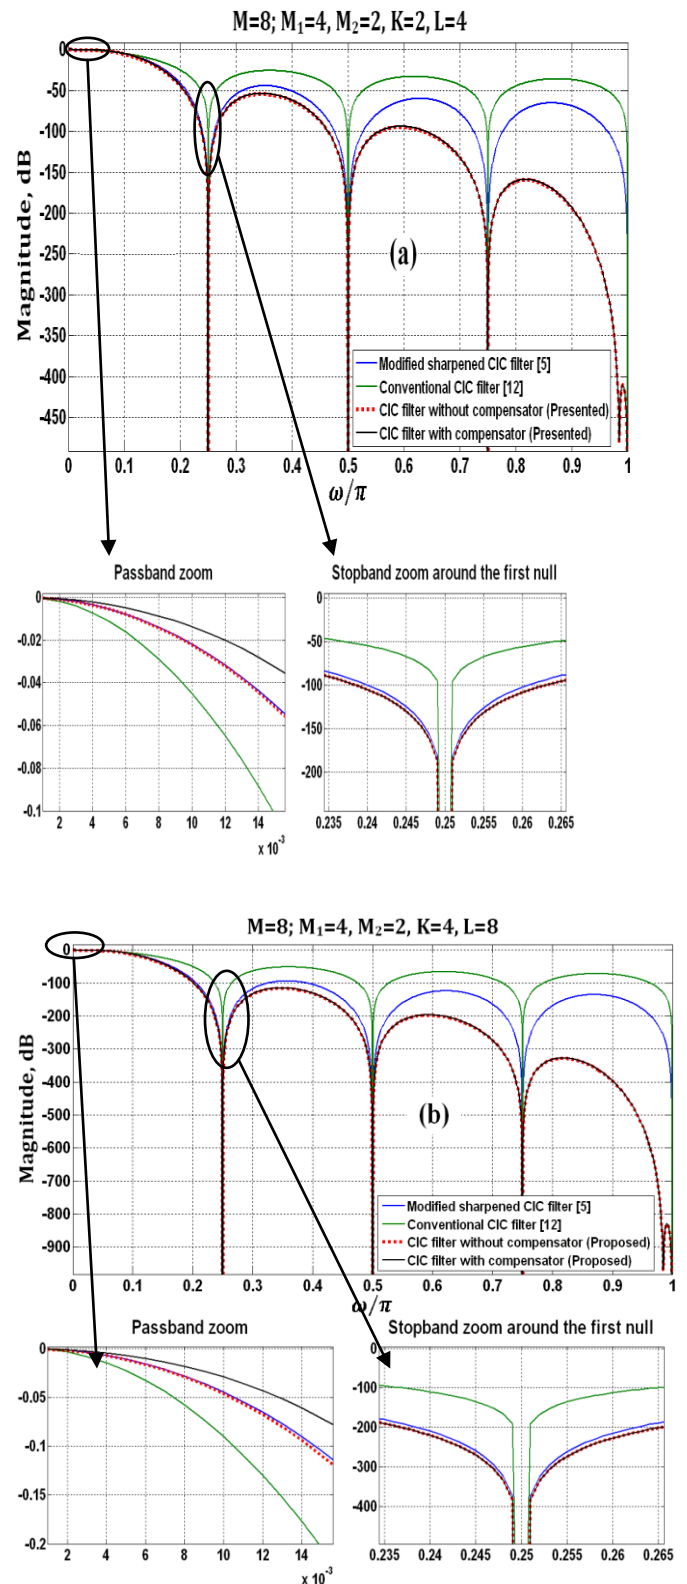 M=8; M₁=4, M₂=2, K=2, L=4
0
-50
-100
-150
-200
-250
-300
-350
-400
-450
Magnitude, dB
(a)
Modified sharpened CIC filter [5]
Conventional CIC filter [12]
CIC filter without compensator (Presented)
CIC filter with compensator (Presented)
0 0.1 0.2 0.3 0.4 0.5 0.6 0.7 0.8 0.9 1
ω/π
Passband zoom
0
-0.02
-0.04
-0.06
-0.08
-0.1
2 4 6 8 10 12 14
x 10⁻³
Stopband zoom around the first null
0
-50
-100
-150
-200
0.235 0.24 0.245 0.25 0.255 0.26 0.265
M=8; M₁=4, M₂=2, K=4, L=8
0
-100
-200
-300
-400
-500
-600
-700
-800
-900
Magnitude, dB
(b)
Modified sharpened CIC filter [5]
Conventional CIC filter [12]
CIC filter without compensator (Proposed)
CIC filter with compensator (Proposed)
0 0.1 0.2 0.3 0.4 0.5 0.6 0.7 0.8 0.9 1
ω/π
Passband zoom
0
-0.05
-0.1
-0.15
-0.2
2 4 6 8 10 12 14
x 10⁻³
Stopband zoom around the first null
0
-100
-200
-300
-400
0.235 0.24 0.245 0.25 0.255 0.26 0.265